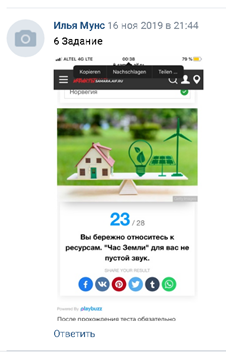 Илья Мунс 16 ноя 2019 в 21:44
6 Задание
ALTEL 4G LTE 00:38 79 %
Kopieren Nachschlagen Teilen ...
Норвегия
23 / 28
Вы бережно относитесь к
ресурсам. "Час Земли" для вас не
пустой звук.
SHARE YOUR RESULT
Powered by playbuzz
После прохождения теста обязательно
Ответить